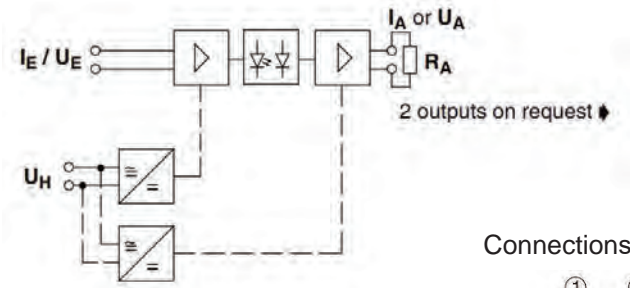 I_A or U_A
I_E / U_E
R_A
2 outputs on request
U_H
≅
=
≅
=
Connections
①